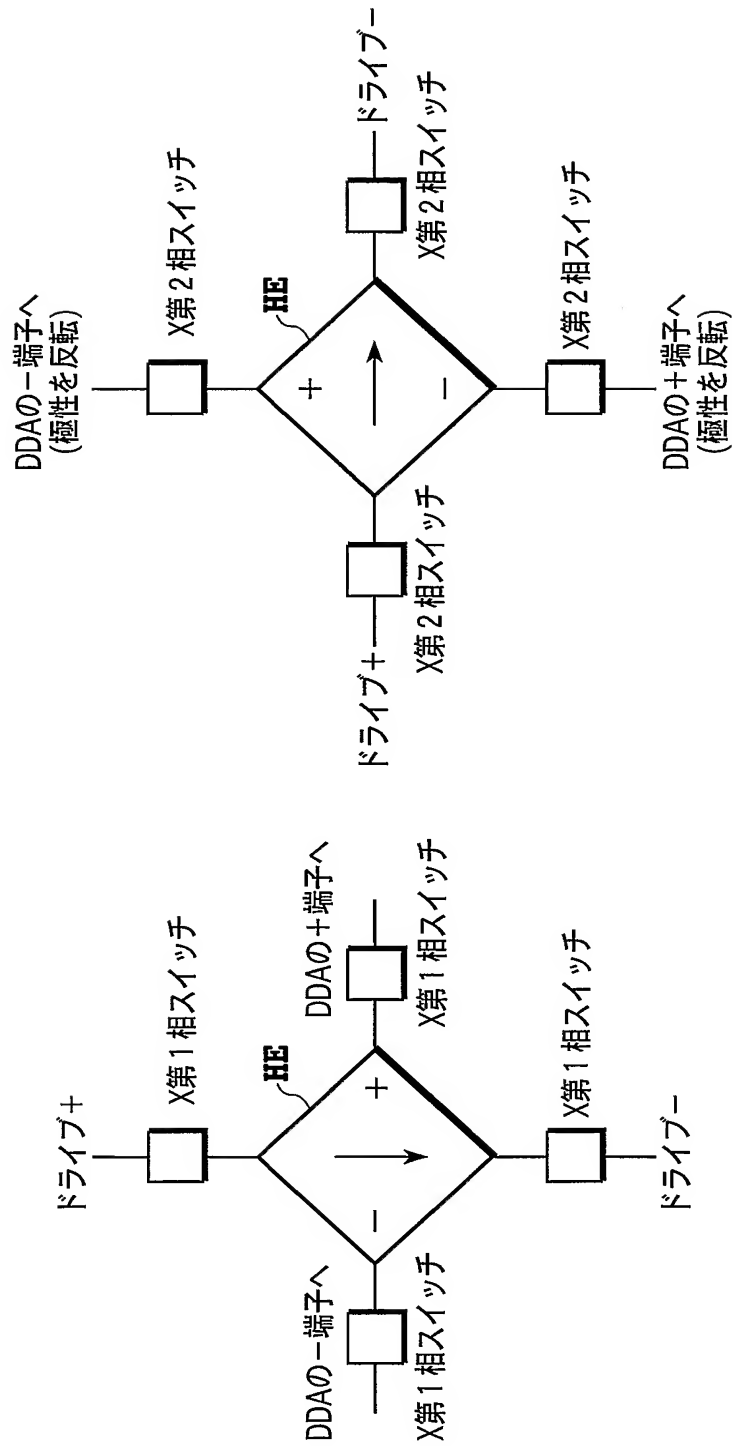 ドライブ+
X第1相スイッチ
HE
DDAの-端子へ
X第1相スイッチ
-
+
DDAの+端子へ
X第1相スイッチ
X第1相スイッチ
ドライブ-
DDAの-端子へ
(極性を反転)
X第2相スイッチ
HE
ドライブ+
X第2相スイッチ
+
-
ドライブ-
X第2相スイッチ
X第2相スイッチ
DDAの+端子へ
(極性を反転)